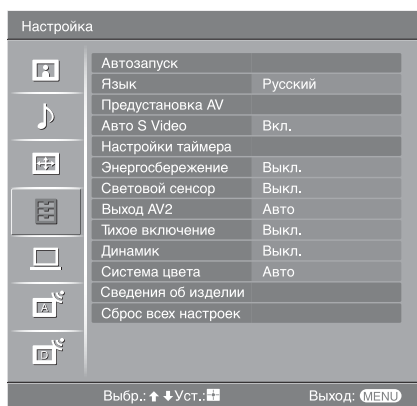 Настройка
Автозапуск
Язык Русский
Предустановка AV
Авто S Video Вкл.
Настройки таймера
Энергосбережение Выкл.
Световой сенсор Выкл.
Выход AV2 Авто
Тихое включение Выкл.
Динамик Выкл.
Система цвета Авто
Сведения об изделии
Сброс всех настроек
A
D
Выбр.: Уст.: Выход: MENU